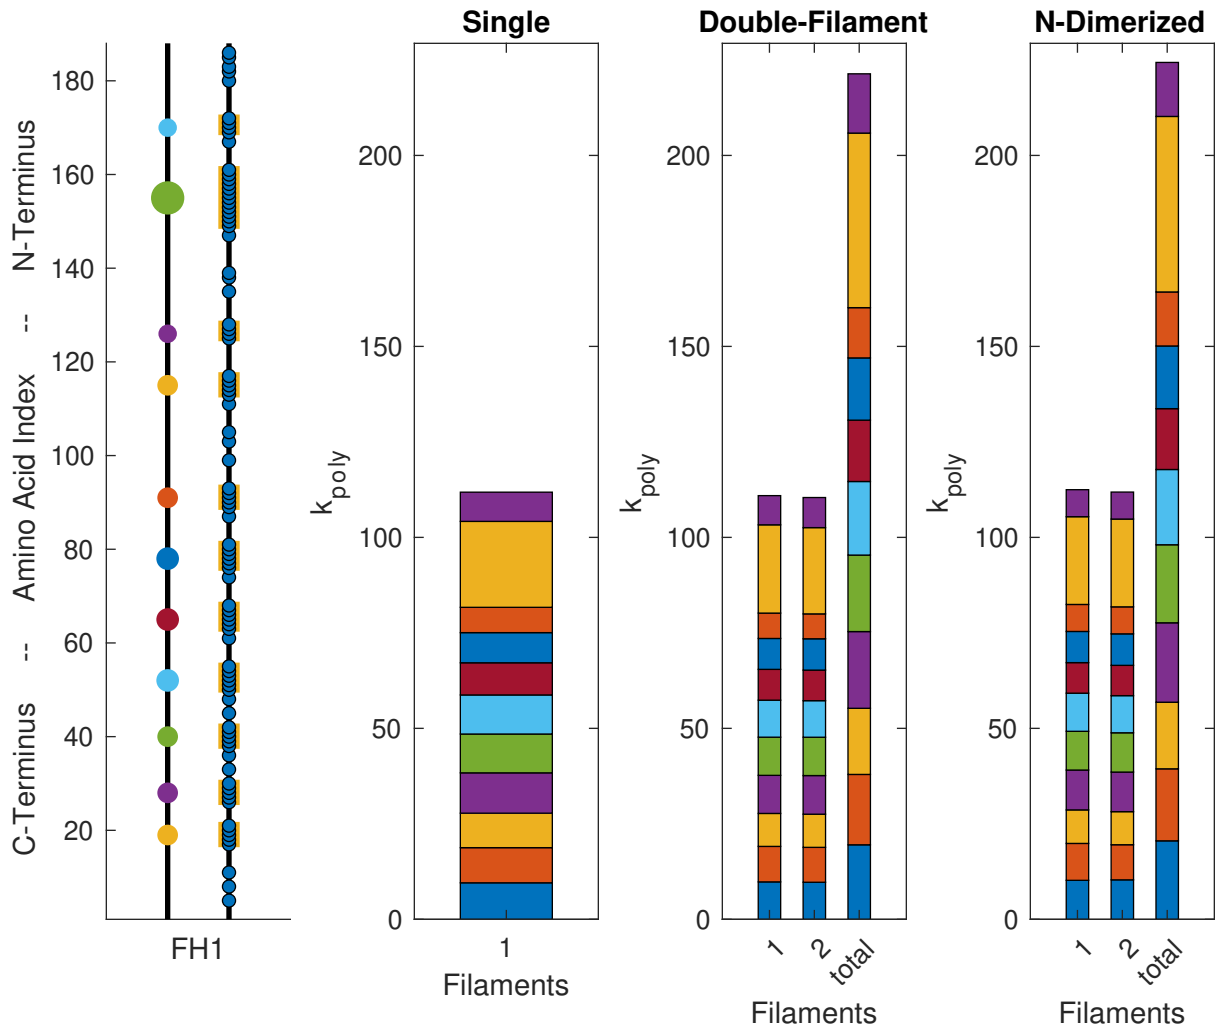 Single
Double-Filament
N-Dimerized
C-Terminus -- Amino Acid Index -- N-Terminus
180
160
140
120
100
80
60
40
20
FH1
k_poly
200
150
100
50
0
1
Filaments
k_poly
200
150
100
50
0
1
2
total
Filaments
k_poly
200
150
100
50
0
1
2
total
Filaments